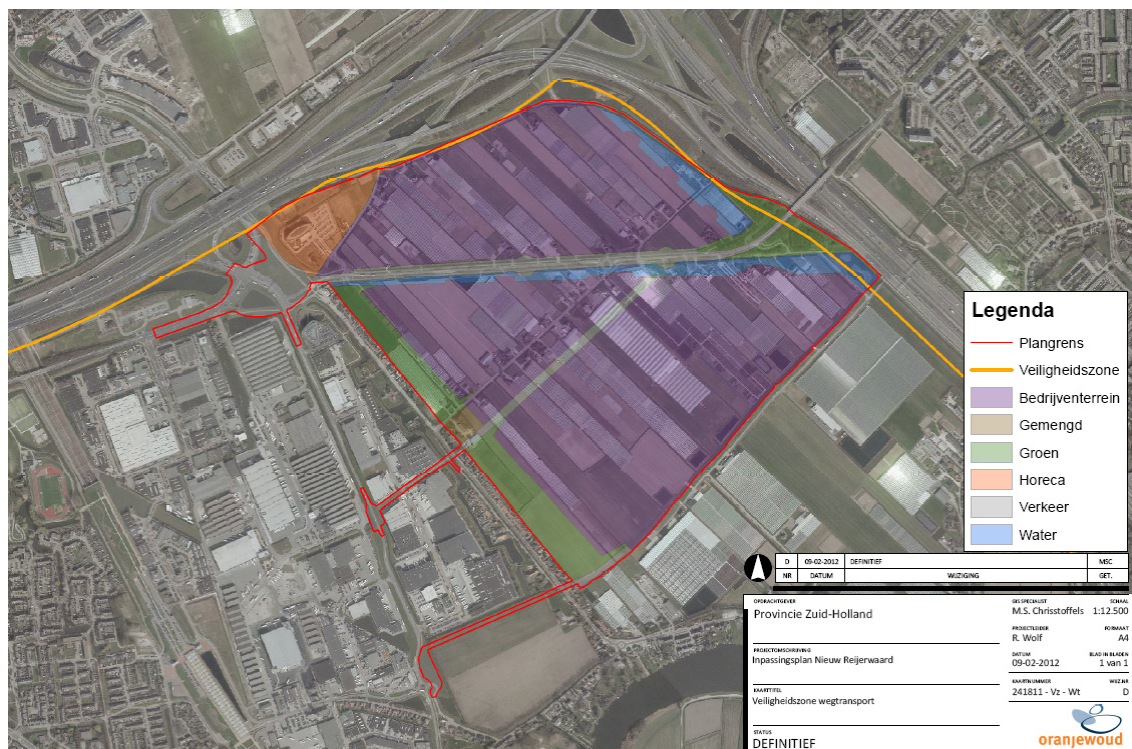 Legenda
Plangrens
Veiligheidszone
Bedrijventerrein
Gemengd
Groen
Horeca
Verkeer
Water
D 09-02-2012 DEFINITIEF MSC
NR DATUM WIJZIGING GET.
OPDRACHTGEVER
Provincie Zuid-Holland
GIS SPECIALIST SCHAAL
M.S. Chrisstoffels 1:12.500
PROJECTLEIDER FORMAAT
R. Wolf A4
PROJECTOMSCHRIJVING
Inpassingsplan Nieuw Reijerwaard
DATUM BLAD IN BLADEN
09-02-2012 1 van 1
KAARTTITEL
Veiligheidszone wegtransport
KAARTNUMMER WIJZ.NR
241811 - Vz - Wt D
STATUS
DEFINITIEF
oranjewoud